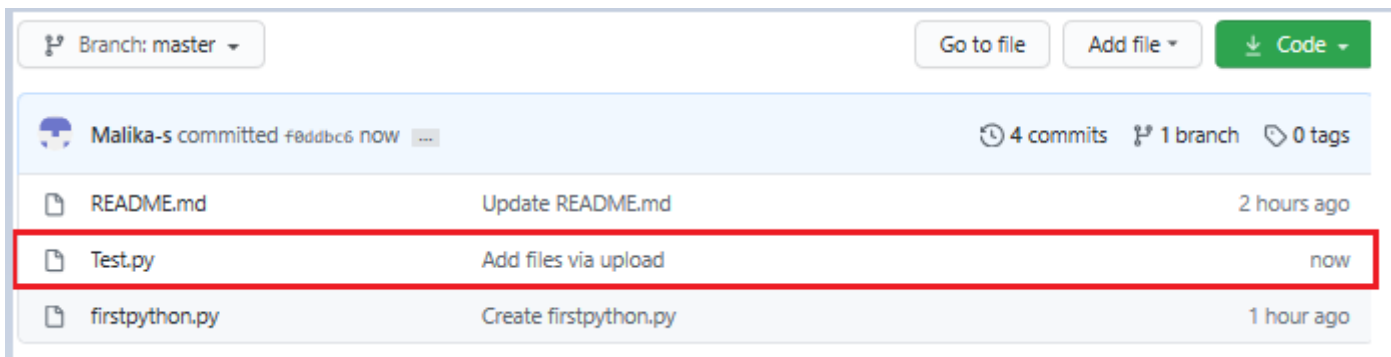 Branch: master Go to file Add file Code
Malika-s committed f0ddbc6 now ... 4 commits 1 branch 0 tags
README.md Update README.md 2 hours ago
Test.py Add files via upload now
firstpython.py Create firstpython.py 1 hour ago